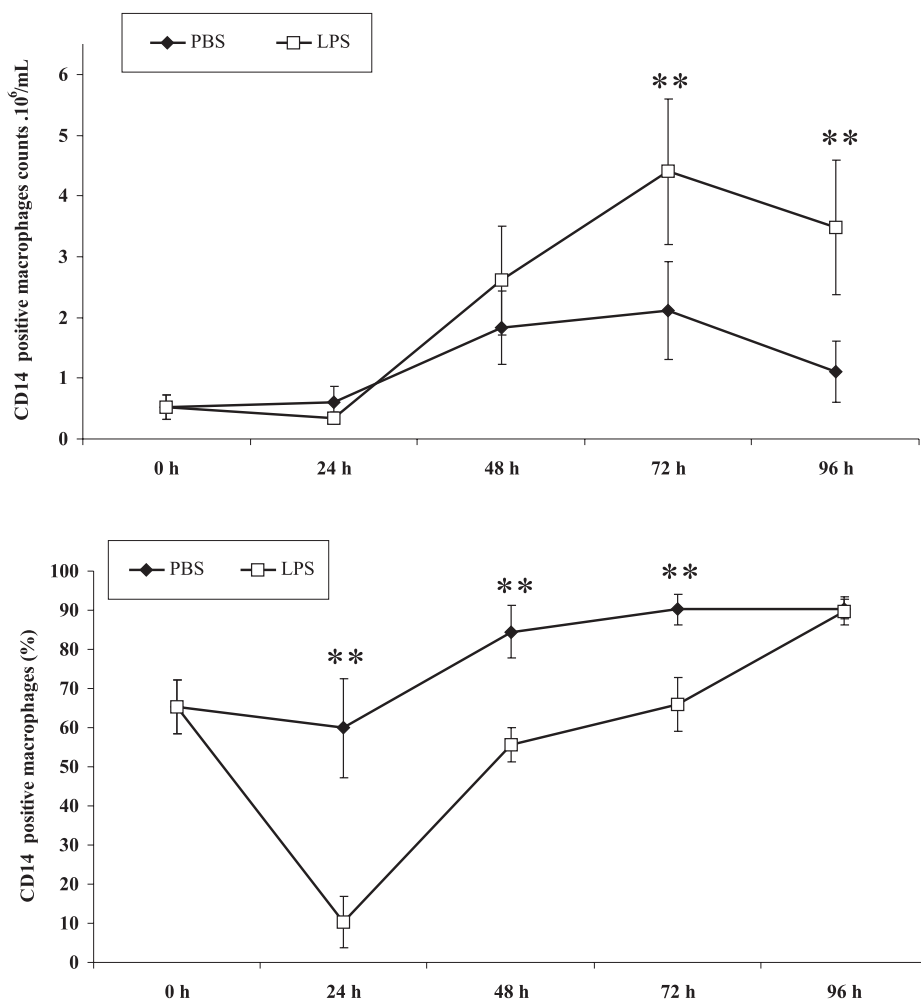 PBS LPS
CD14 positive macrophages counts .10⁶/mL
6
5
4
3
2
1
0
** **
0 h 24 h 48 h 72 h 96 h
PBS LPS
CD14 positive macrophages (%)
100
90
80
70
60
50
40
30
20
10
0
** ** **
0 h 24 h 48 h 72 h 96 h